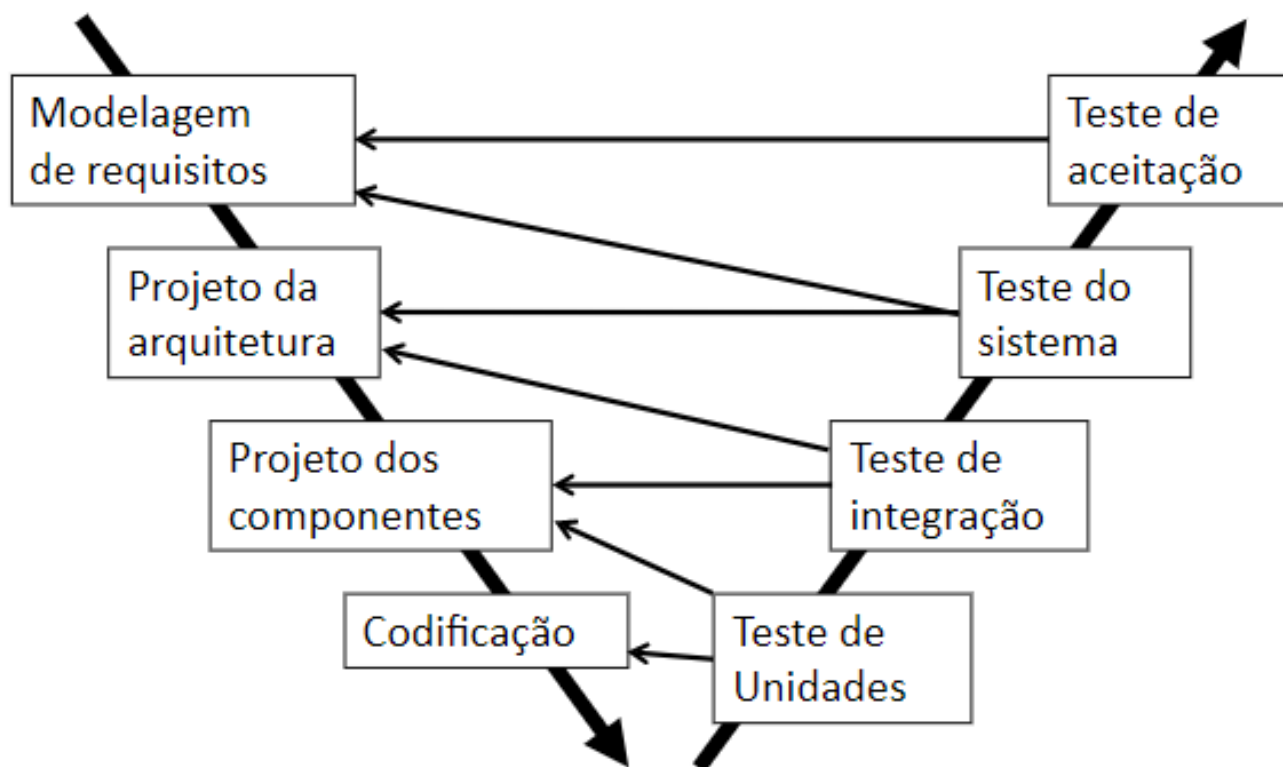 Modelagem
de requisitos
Teste de
aceitação
Projeto da
arquitetura
Teste do
sistema
Projeto dos
componentes
Teste de
integração
Codificação
Teste de
Unidades